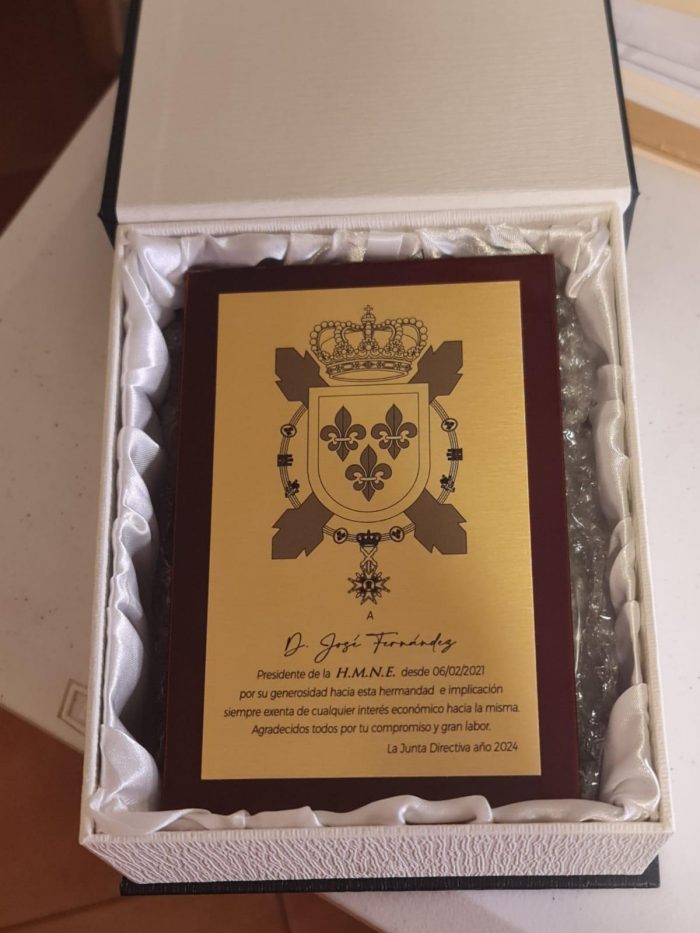 A
D. José Fernández
Presidente de la H.M.N.E. desde 06/02/2021
por su generosidad hacia esta hermandad e implicación
siempre exenta de cualquier interés económico hacia la misma.
Agradecidos todos por tu compromiso y gran labor.
La Junta Directiva año 2024